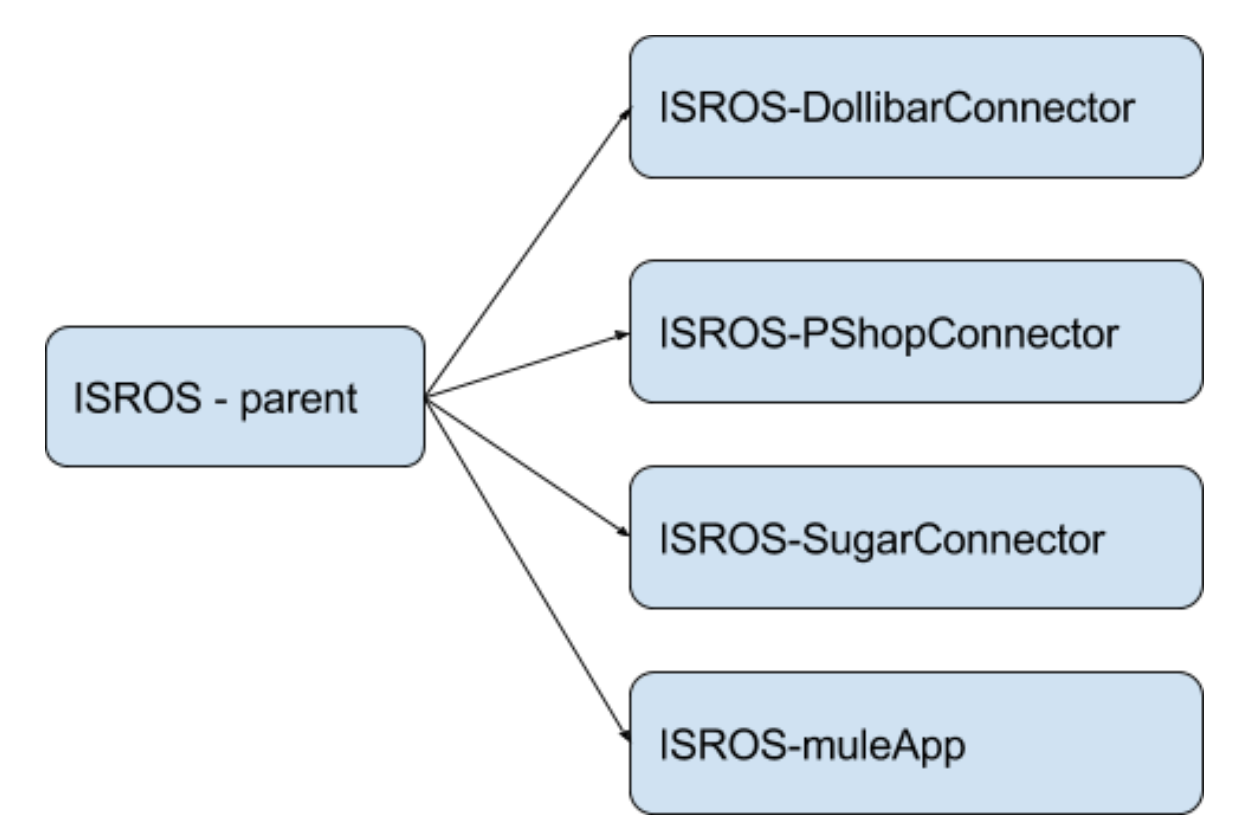 ISROS-DollibarConnector
ISROS-PShopConnector
ISROS - parent
ISROS-SugarConnector
ISROS-muleApp